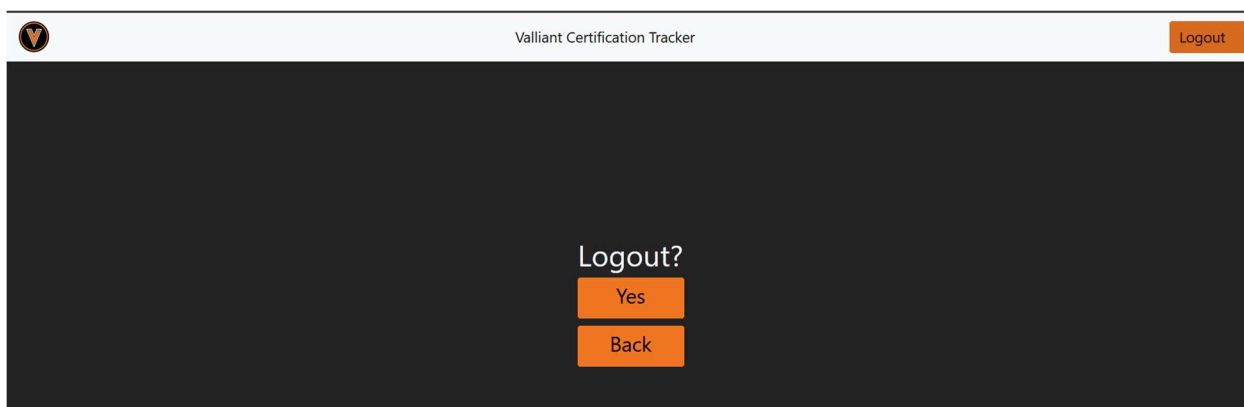 V
Valliant Certification Tracker
Logout
Logout?
Yes
Back